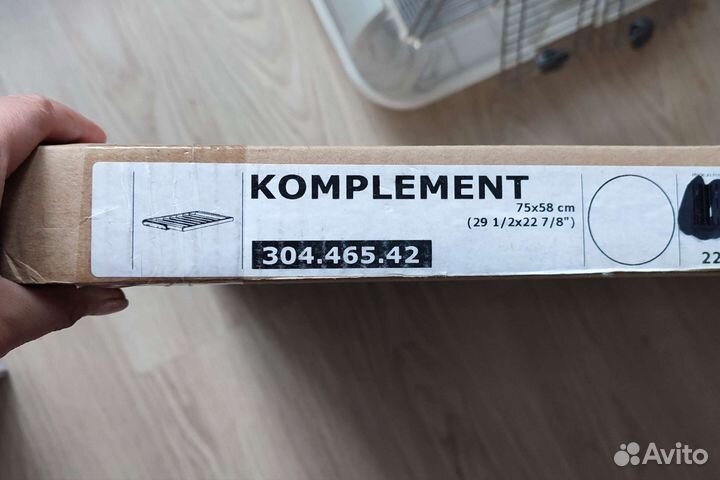 KOMPLEMENT
75x58 cm
(29 1/2x22 7/8")
304.465.42
22
Avito